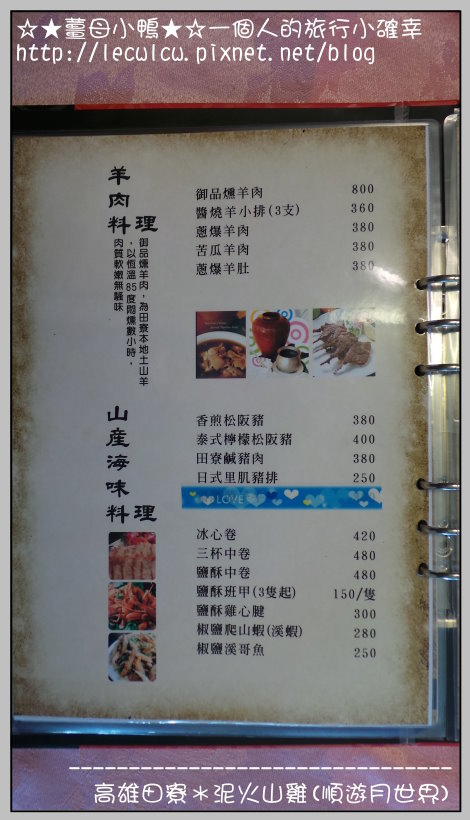 ☆★薑母小鴨★☆一個人的旅行小確幸
http://leculcu.pixnet.net/blog
羊肉料理
御品燻羊肉，為田寮本地土山羊
，以恆溫85度悶燻數小時，
肉質軟嫩無騷味
御品燻羊肉 800
醬燒羊小排(3支) 360
蔥爆羊肉 380
苦瓜羊肉 380
蔥爆羊肚 380
山產海味料理
香煎松阪豬 380
泰式檸檬松阪豬 400
田寮鹹豬肉 380
日式里肌豬排 250
LOVE
冰心卷 420
三杯中卷 480
鹽酥中卷 480
鹽酥班甲(3隻起) 150/隻
鹽酥雞心腱 300
椒鹽爬山蝦(溪蝦) 280
椒鹽溪哥魚 250
高雄田寮＊泥火山雞(順遊月世界)